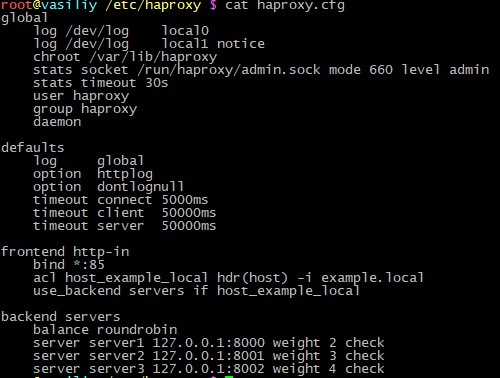 root@vasiliy /etc/haproxy $ cat haproxy.cfg
global
log /dev/log local0
log /dev/log local1 notice
chroot /var/lib/haproxy
stats socket /run/haproxy/admin.sock mode 660 level admin
stats timeout 30s
user haproxy
group haproxy
daemon
defaults
log global
option httplog
option dontlognull
timeout connect 5000ms
timeout client 50000ms
timeout server 50000ms
frontend http-in
bind *:85
acl host_example_local hdr(host) -i example.local
use_backend servers if host_example_local
backend servers
balance roundrobin
server server1 127.0.0.1:8000 weight 2 check
server server2 127.0.0.1:8001 weight 3 check
server server3 127.0.0.1:8002 weight 4 check